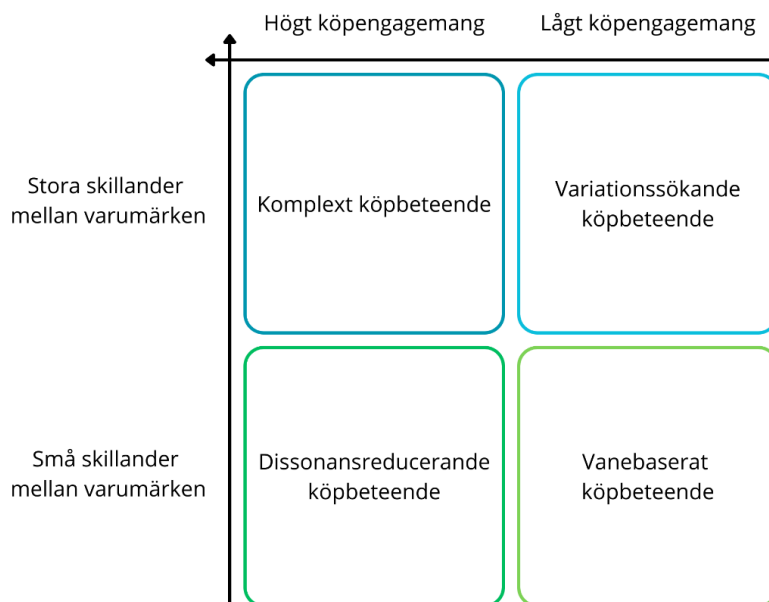 Högt köpengagemang
Lågt köpengagemang
Stora skillander
mellan varumärken
Komplext köpbeteende
Variationssökande
köpbeteende
Små skillander
mellan varumärken
Dissonansreducerande
köpbeteende
Vanebaserat
köpbeteende